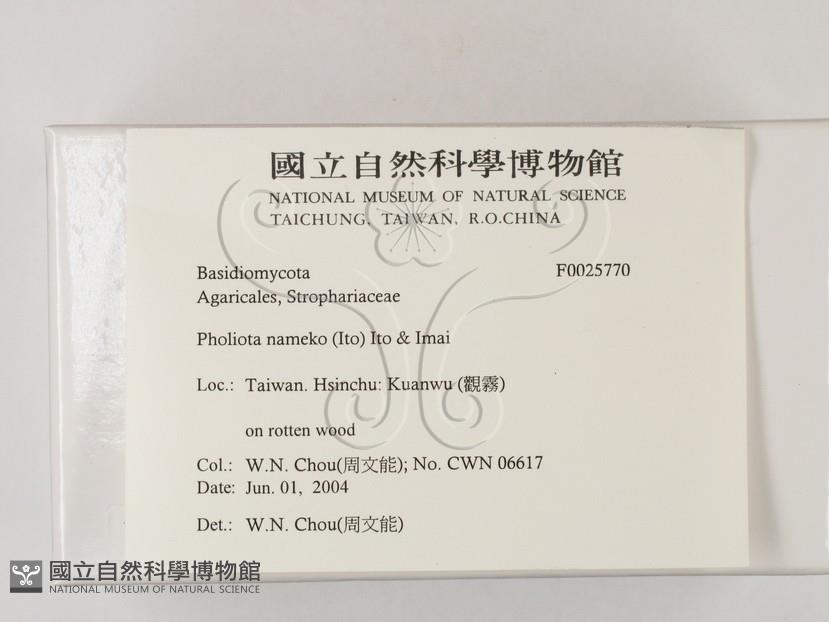 國立自然科學博物館
NATIONAL MUSEUM OF NATURAL SCIENCE
TAICHUNG, TAIWAN, R.O.CHINA
Basidiomycota F0025770
Agaricales, Strophariaceae
Pholiota nameko (Ito) Ito & Imai
Loc.: Taiwan. Hsinchu: Kuanwu (觀霧)
on rotten wood
Col.: W.N. Chou(周文能); No. CWN 06617
Date: Jun. 01, 2004
Det.: W.N. Chou(周文能)
國立自然科學博物館
NATIONAL MUSEUM OF NATURAL SCIENCE